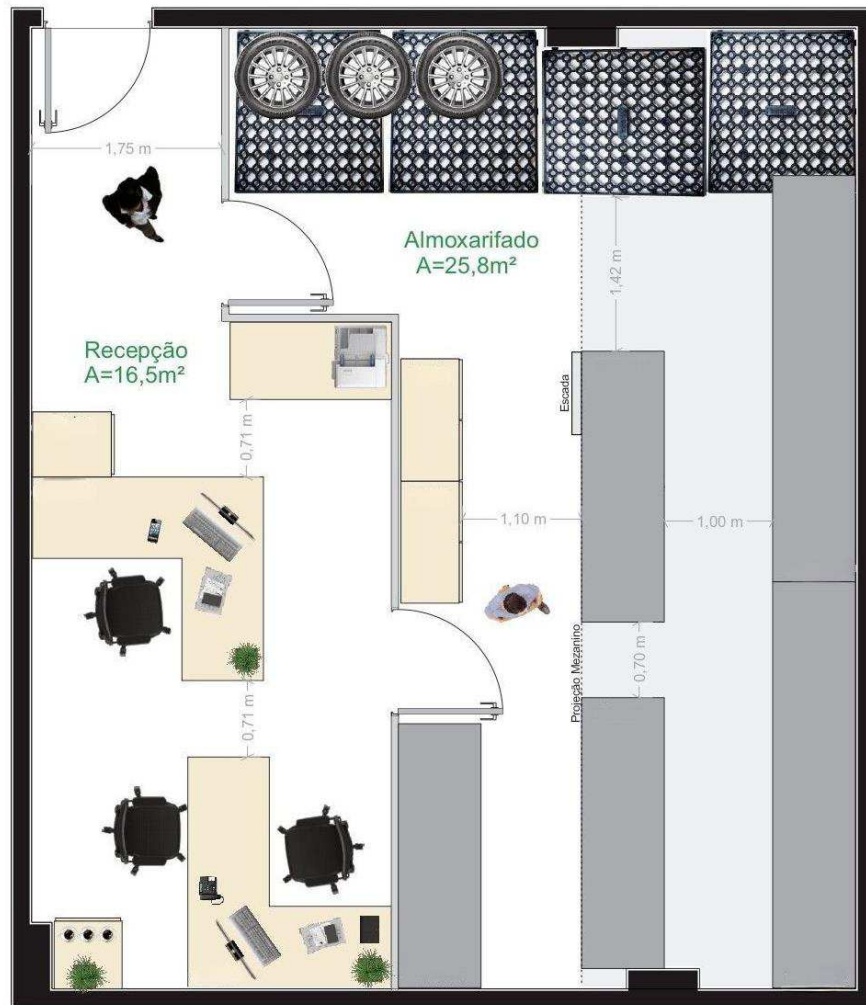 1,75 m
Almoxarifado
A=25,8m²
1,42 m
Recepção
A=16,5m²
Escada
0,71 m
1,10 m
1,00 m
Projeção Mezanino
0,70 m
0,71 m